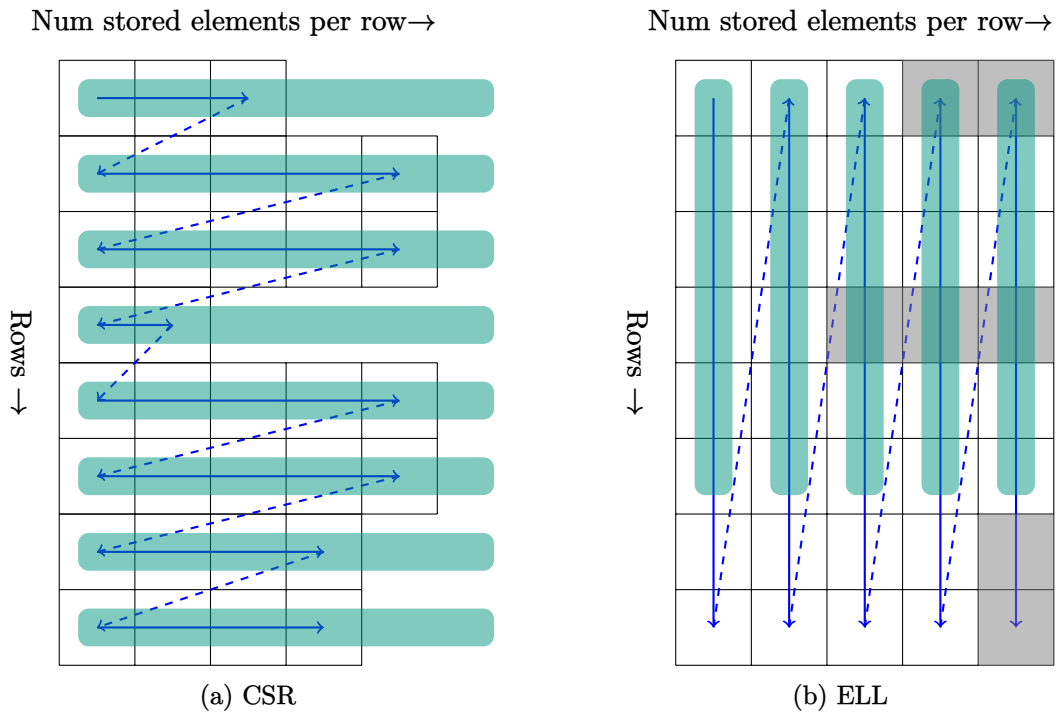 Num stored elements per row→
Rows →
(a) CSR
Num stored elements per row→
Rows →
(b) ELL